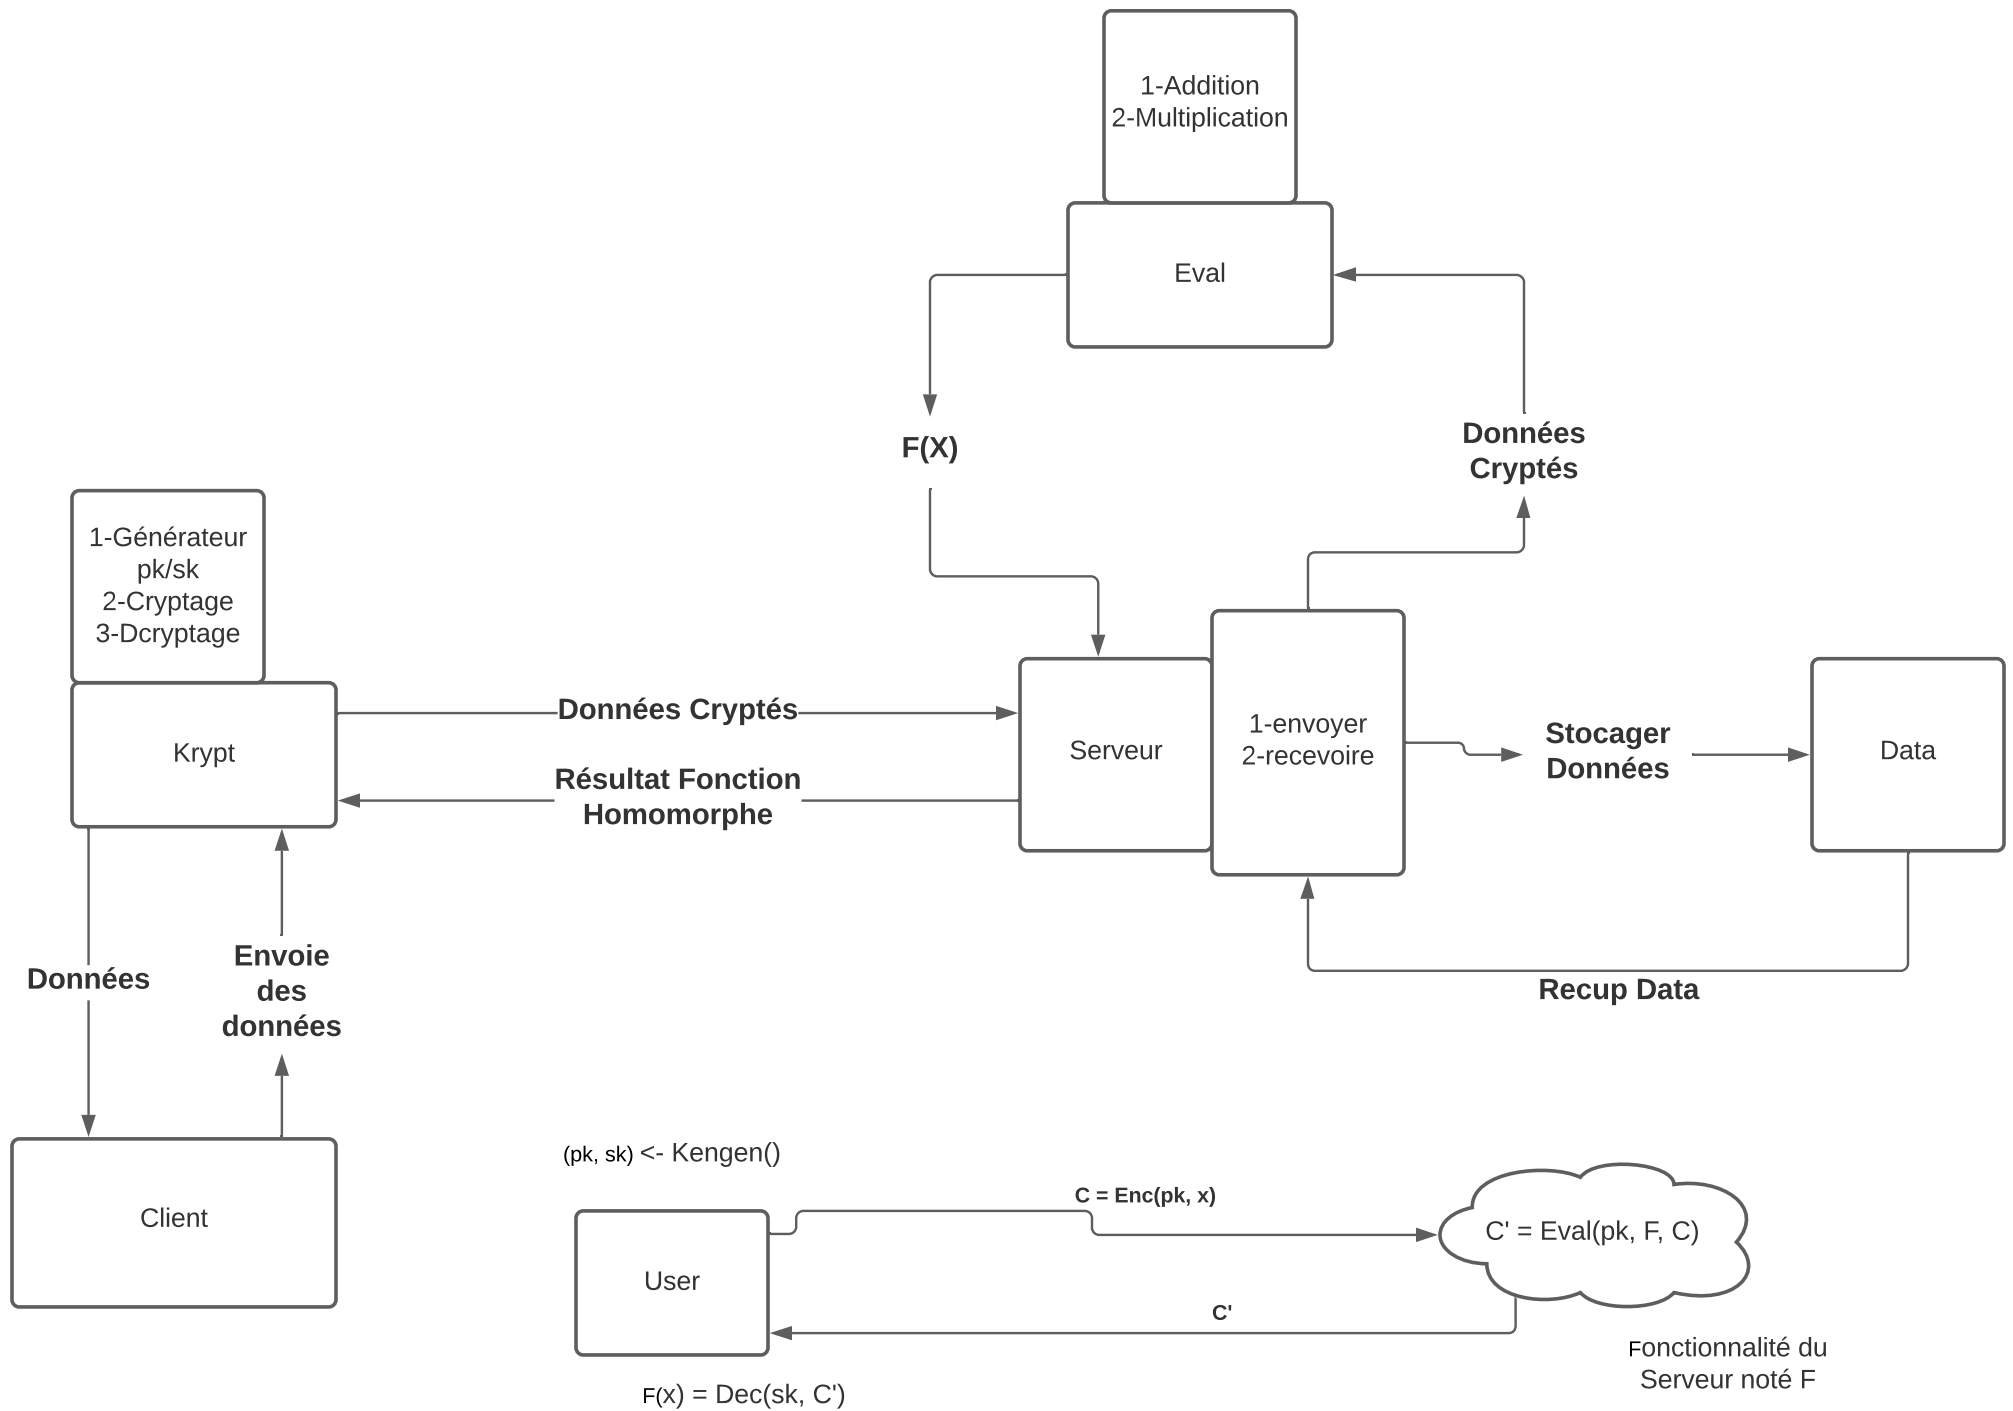 1-Addition
2-Multiplication
Eval
F(X)
Données
Cryptés
1-Générateur
pk/sk
2-Cryptage
3-Dcryptage
Krypt
Données Cryptés
Résultat Fonction
Homomorphe
Serveur
1-envoyer
2-recevoire
Stocager
Données
Data
Recup Data
Données
Envoie
des
données
Client
(pk, sk) <- Kengen()
User
C = Enc(pk, x)
C' = Eval(pk, F, C)
C'
Fonctionnalité du
Serveur noté F
F(x) = Dec(sk, C')